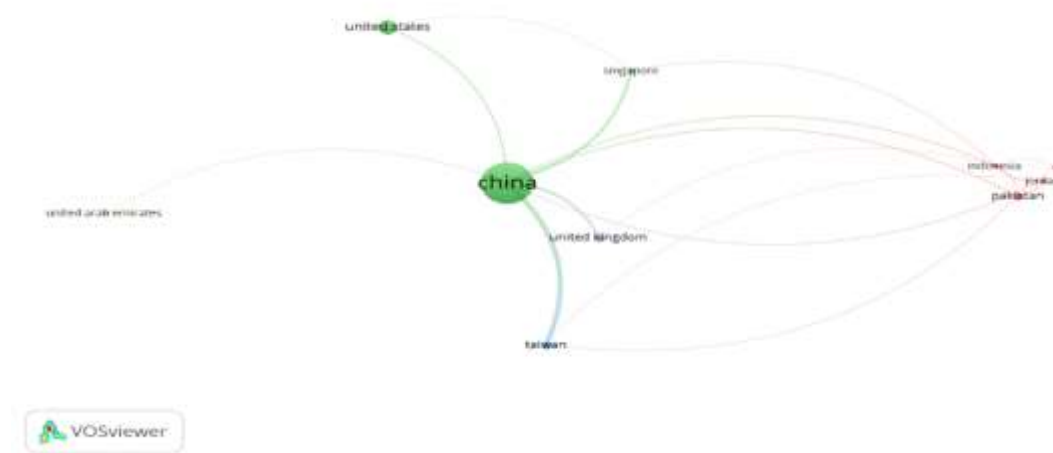 united states
singapore
china
indonesia
pakistan
united arab emirates
united kingdom
taiwan
VOSviewer